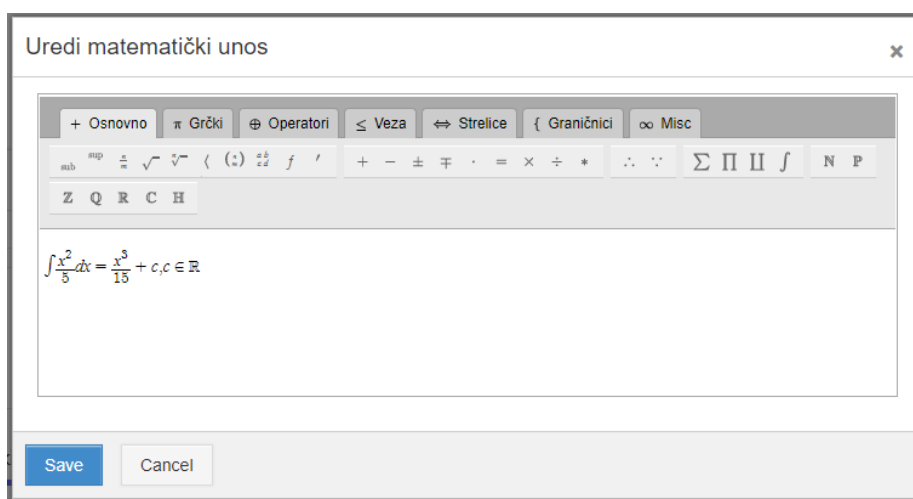 Uredi matematički unos ×
+ Osnovno π Grčki ⊕ Operatori ≤ Veza ⇔ Strelice { Graničnici ∞ Misc
sub sup n/m √ ⁿ√ ⟨ (n m) a b c d f ′ + − ± ∓ · = × ÷ * ∴ ∵ ∑ ∏ ∐ ∫ ℕ ℙ
ℤ ℚ ℝ ℂ ℍ
∫x²/5 dx = x³/15 + c, c ∈ ℝ
Save Cancel